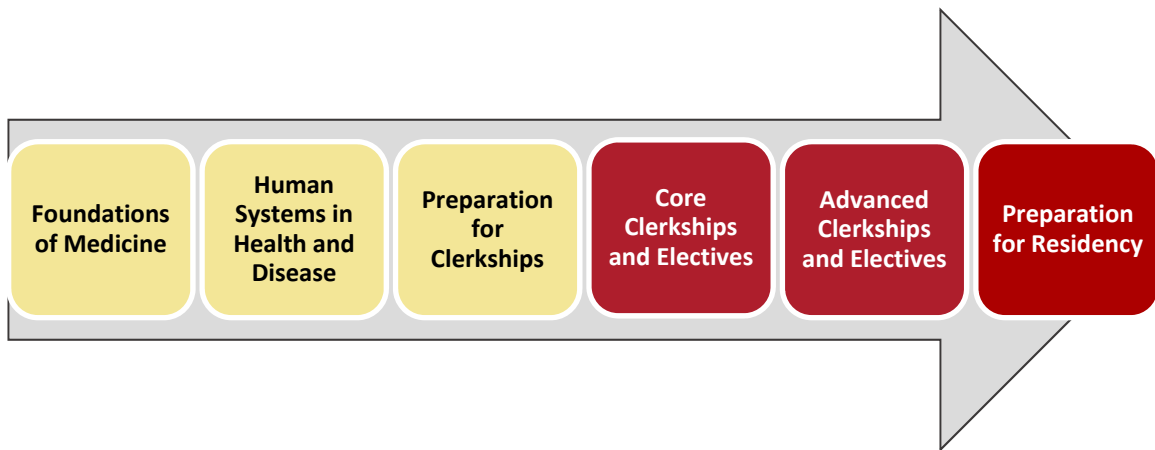 Foundations
of Medicine
Human
Systems in
Health and
Disease
Preparation
for
Clerkships
Core
Clerkships
and Electives
Advanced
Clerkships
and Electives
Preparation
for Residency